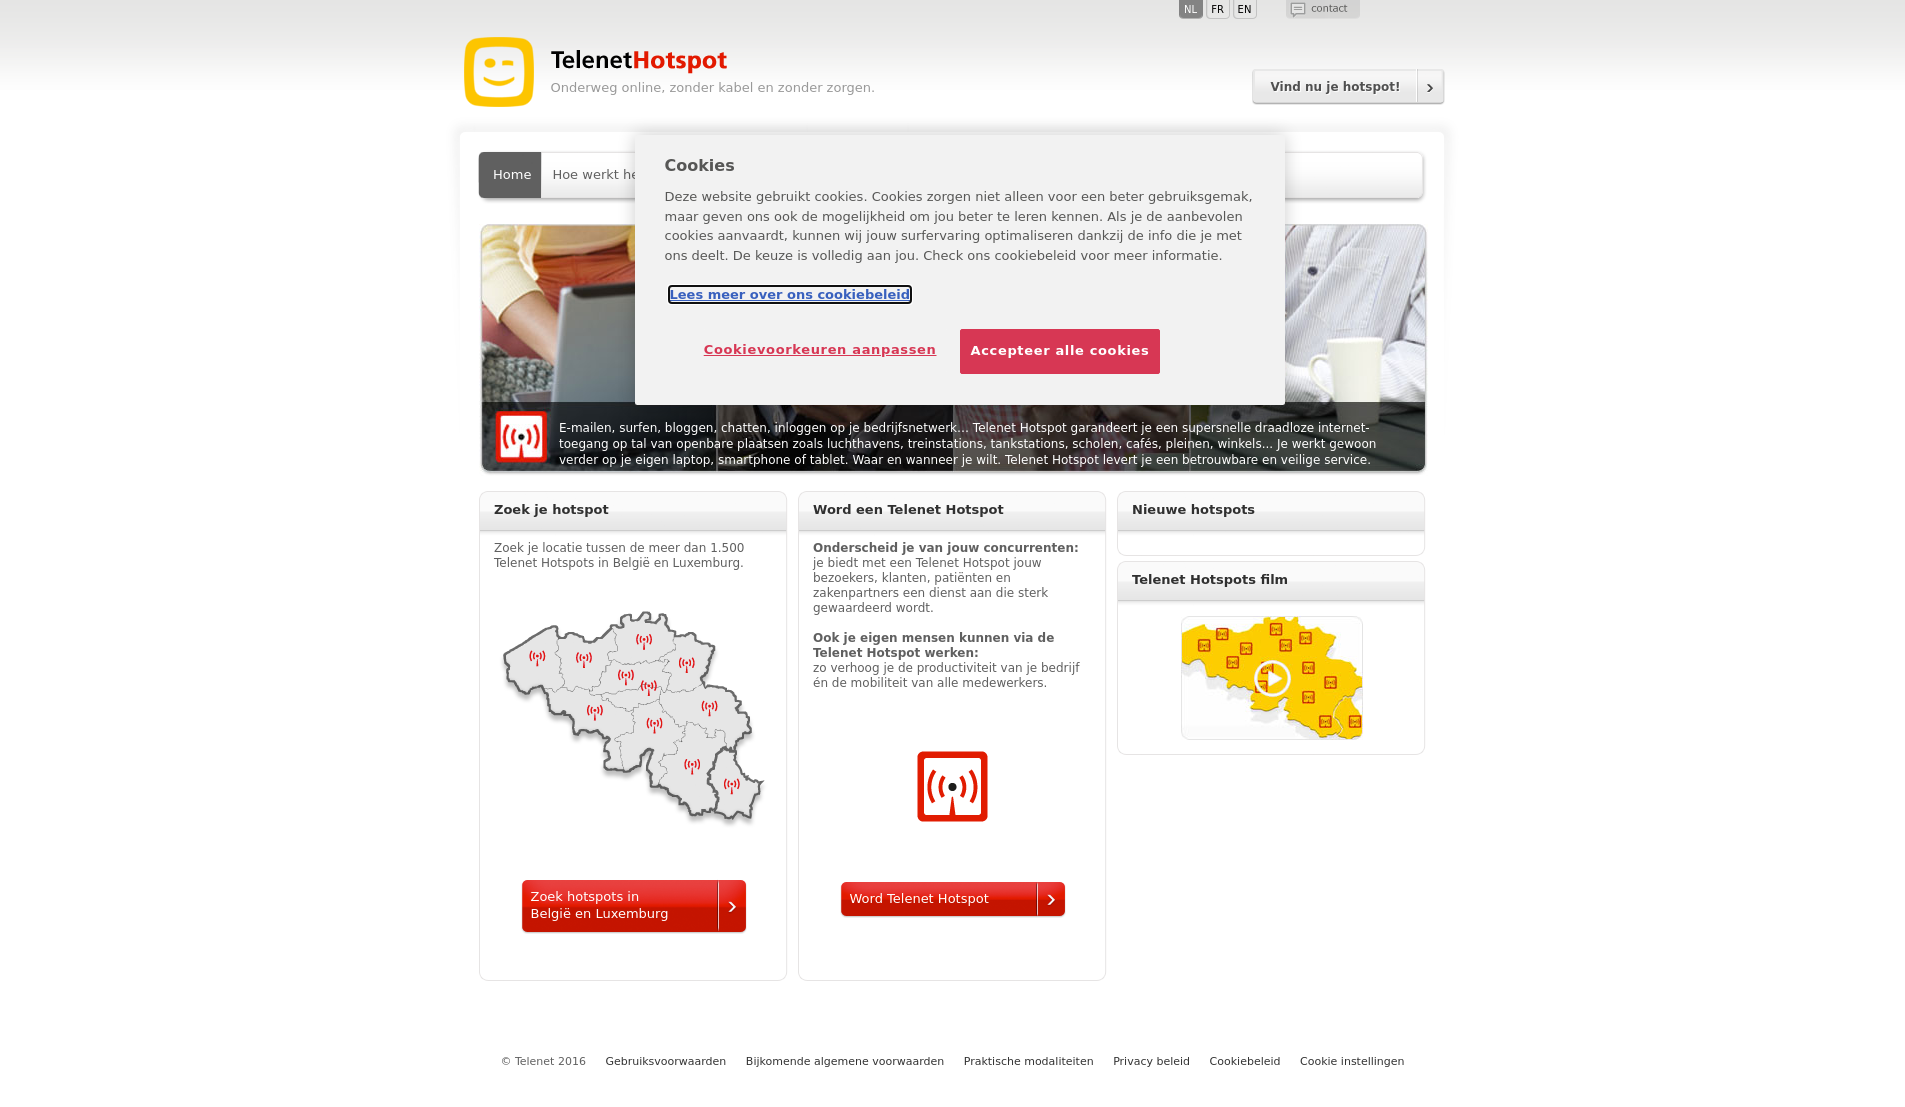 NL FR EN contact
TelenetHotspot
Onderweg online, zonder kabel en zonder zorgen.
Vind nu je hotspot!
Home Hoe werkt
Cookies
Deze website gebruikt cookies. Cookies zorgen niet alleen voor een beter gebruiksgemak,
maar geven ons ook de mogelijkheid om jou beter te leren kennen. Als je de aanbevolen
cookies aanvaardt, kunnen wij jouw surfervaring optimaliseren dankzij de info die je met
ons deelt. De keuze is volledig aan jou. Check ons cookiebeleid voor meer informatie.
Lees meer over ons cookiebeleid
Cookievoorkeuren aanpassen
Accepteer alle cookies
E-mailen, surfen, bloggen, chatten, inloggen op je bedrijfsnetwerk... Telenet Hotspot garandeert je een supersnelle draadloze internet-
toegang op tal van openbare plaatsen zoals luchthavens, treinstations, tankstations, scholen, cafés, pleinen, winkels... Je werkt gewoon
verder op je eigen laptop, smartphone of tablet. Waar en wanneer je wilt. Telenet Hotspot levert je een betrouwbare en veilige service.
Zoek je hotspot
Zoek je locatie tussen de meer dan 1.500
Telenet Hotspots in België en Luxemburg.
Zoek hotspots in
België en Luxemburg
Word een Telenet Hotspot
Onderscheid je van jouw concurrenten:
je biedt met een Telenet Hotspot jouw
bezoekers, klanten, patiënten en
zakenpartners een dienst aan die sterk
gewaardeerd wordt.
Ook je eigen mensen kunnen via de
Telenet Hotspot werken:
zo verhoog je de productiviteit van je bedrijf
én de mobiliteit van alle medewerkers.
Word Telenet Hotspot
Nieuwe hotspots
Telenet Hotspots film
© Telenet 2016 Gebruiksvoorwaarden Bijkomende algemene voorwaarden Praktische modaliteiten Privacy beleid Cookiebeleid Cookie instellingen